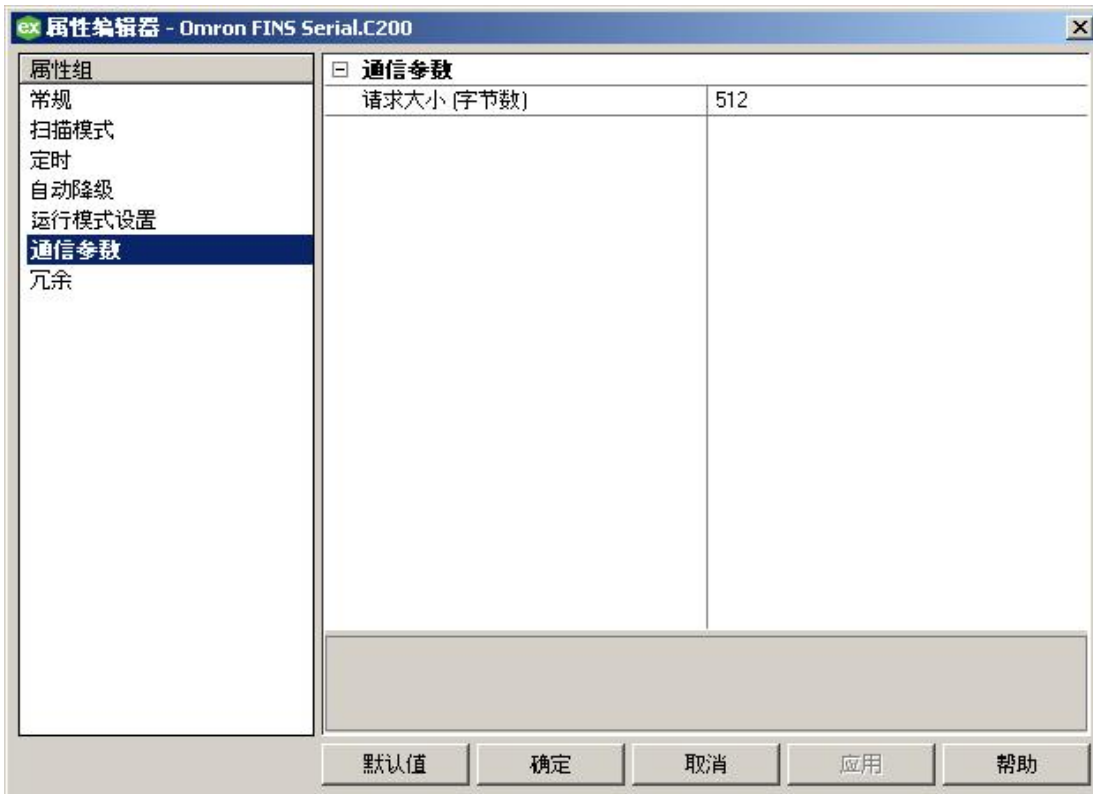 ex 属性编辑器 - Omron FINS Serial.C200
属性组
常规
扫描模式
定时
自动降级
运行模式设置
通信参数
冗余
通信参数
请求大小 (字节数) 512
默认值 确定 取消 应用 帮助